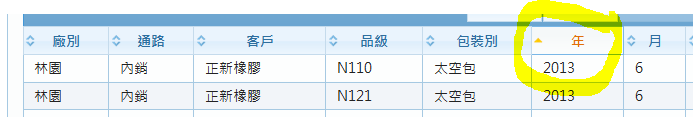 廠別 通路 客戶 品級 包裝別 年 月
林園 內銷 正新橡膠 N110 太空包 2013 6
林園 內銷 正新橡膠 N121 太空包 2013 6